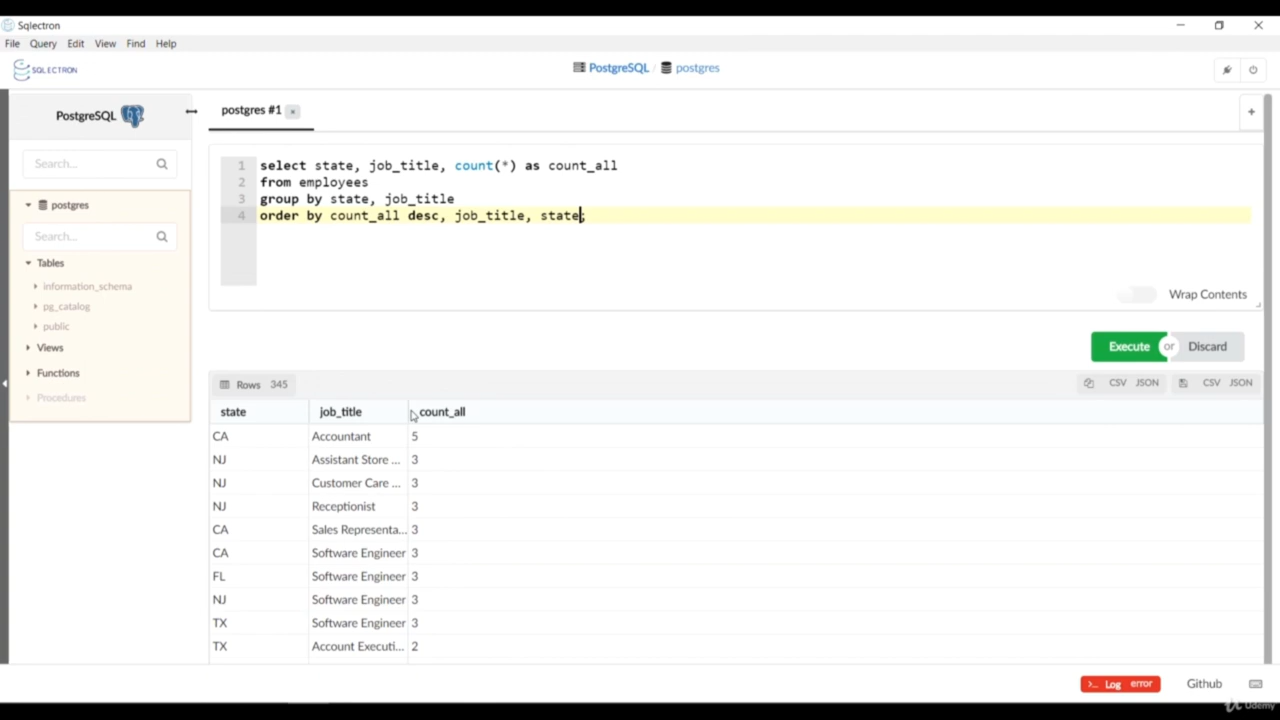 Sqlectron
File Query Edit View Find Help
SQLECTRON
PostgreSQL / postgres
PostgreSQL
postgres #1
Search...
postgres
Search...
Tables
information_schema
pg_catalog
public
Views
Functions
Procedures
1 select state, job_title, count(*) as count_all
2 from employees
3 group by state, job_title
4 order by count_all desc, job_title, state;
Wrap Contents
Execute or Discard
Rows 345
CSV JSON CSV JSON
state job_title count_all
CA Accountant 5
NJ Assistant Store ... 3
NJ Customer Care ... 3
NJ Receptionist 3
CA Sales Representa... 3
CA Software Engineer 3
FL Software Engineer 3
NJ Software Engineer 3
TX Software Engineer 3
TX Account Executi... 2
>_ Log error Github
Udemy